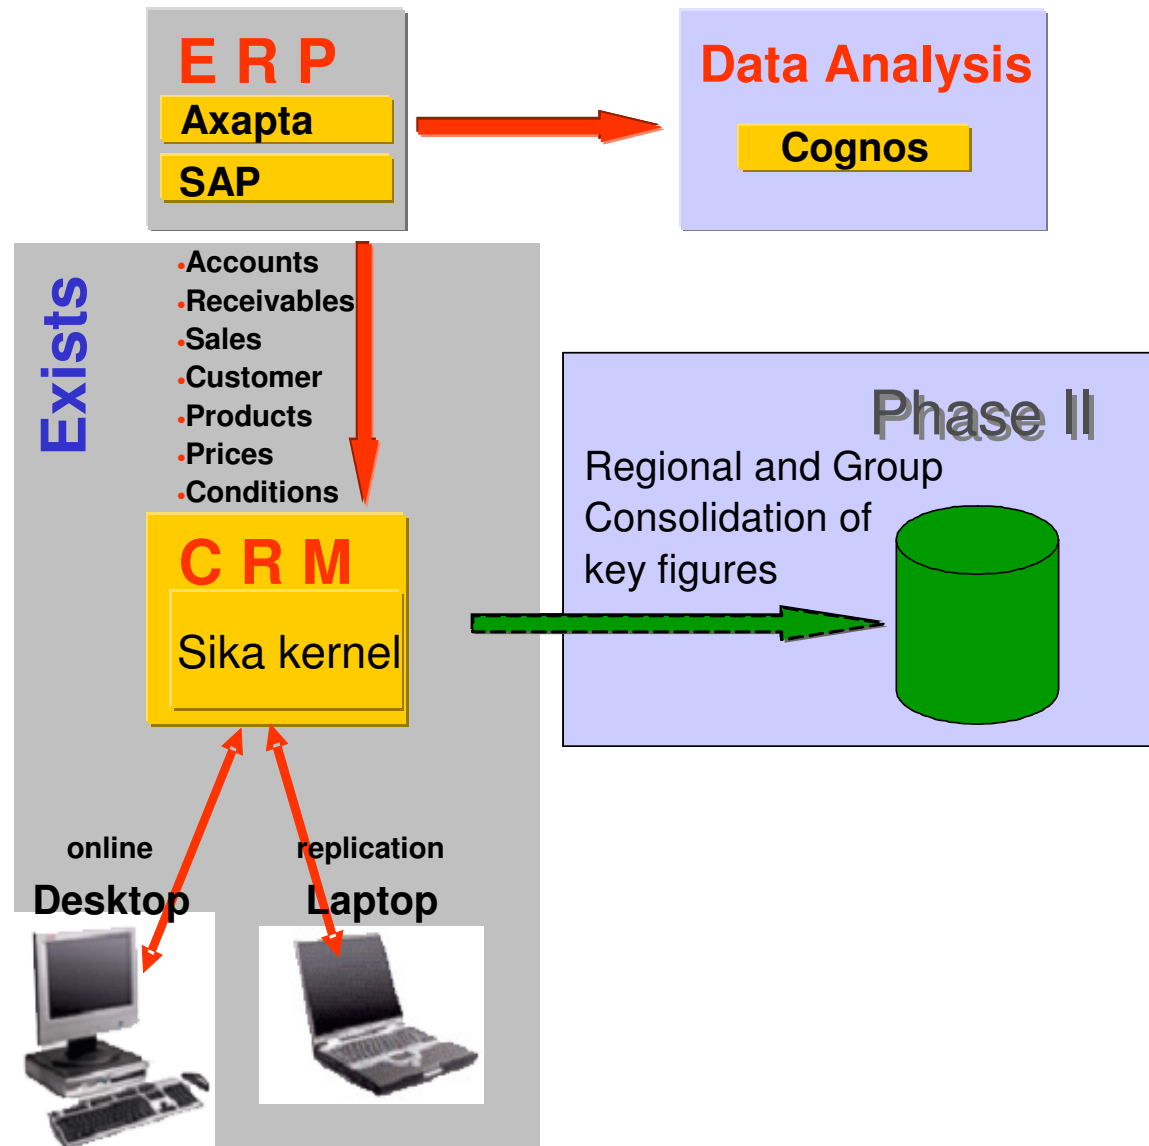 E R P
Axapta
SAP
Data Analysis
Cognos
Exists
•Accounts
•Receivables
•Sales
•Customer
•Products
•Prices
•Conditions
C R M
Sika kernel
Phase II
Regional and Group
Consolidation of
key figures
online
replication
Desktop
Laptop